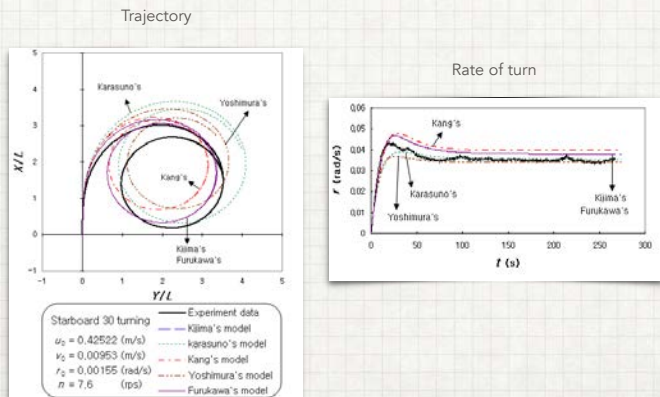 Trajectory
5
4
3
2
1
0
-1
X/L
-1
0
1
2
3
4
5
Y/L
Karasuno's
Yoshimura's
Kang's
Kijima's
Furukawa's
Starboard 30 turning
u₀ = 0,42522 (m/s)
v₀ = 0,00953 (m/s)
r₀ = 0,00155 (rad/s)
n = 7,6 (rps)
Experiment data
Kijima's model
karasuno's model
Kang's model
Yoshimura's model
Furukawa's model
Rate of turn
0,06
0,05
0,04
0,03
0,02
0,01
0
r (rad/s)
0
50
100
150
200
250
300
t (s)
Kang's
Karasuno's
Yoshimura's
Kijima's
Furukawa's